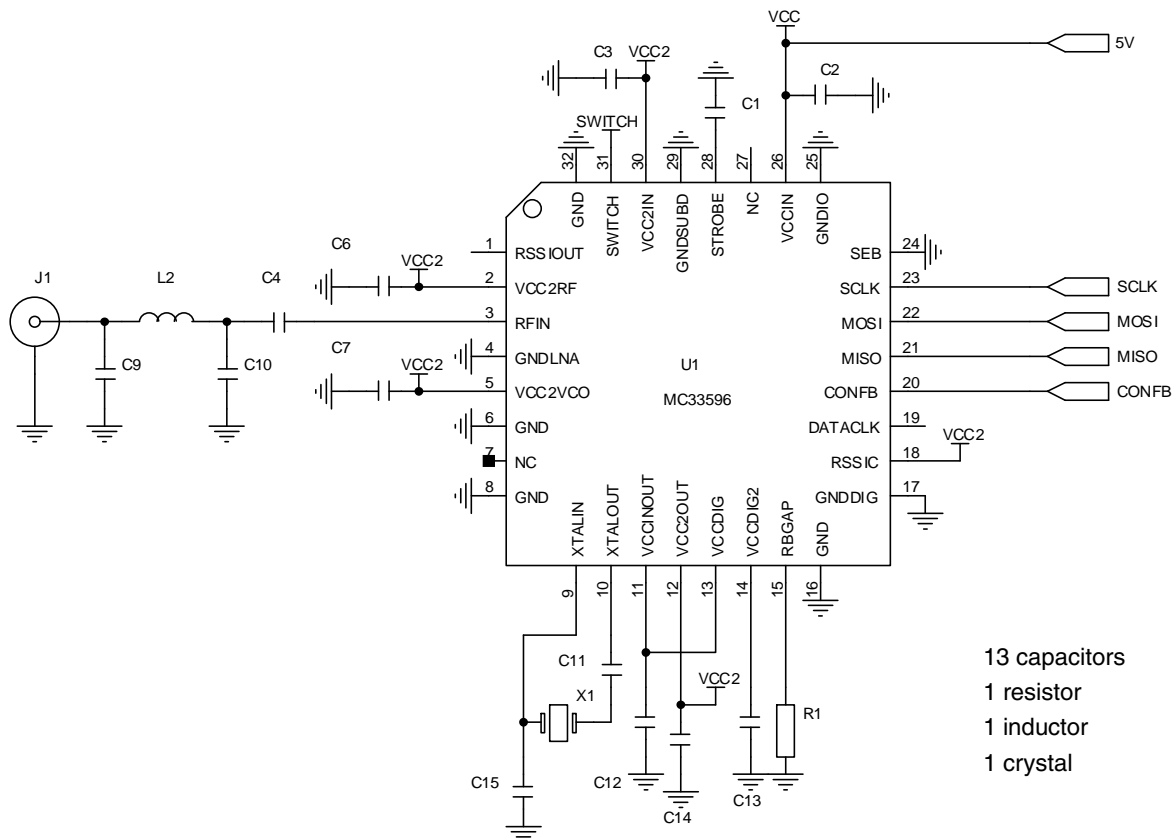 VCC
5V
C3
VCC2
C2
C1
SWITCH
32
31
30
29
28
27
26
25
GND
SWITCH
VCC2IN
GNDSUBD
STROBE
NC
VCCIN
GNDIO
1
RSSIOUT
SEB
24
C6
VCC2
2
VCC2RF
SCLK
23
SCLK
J1
L2
C4
3
RFIN
MOSI
22
MOSI
C9
C10
C7
VCC2
4
GNDLNA
U1
MISO
21
MISO
5
VCC2VCO
MC33596
CONFB
20
CONFB
6
GND
DATACLK
19
7
NC
RSSIC
18
VCC2
8
GND
GNDDIG
17
XTALIN
XTALOUT
VCCINOUT
VCC2OUT
VCCDIG
VCCDIG2
RBGAP
GND
9
10
11
12
13
14
15
16
C11
X1
VCC2
R1
C15
C12
C14
C13
13 capacitors
1 resistor
1 inductor
1 crystal